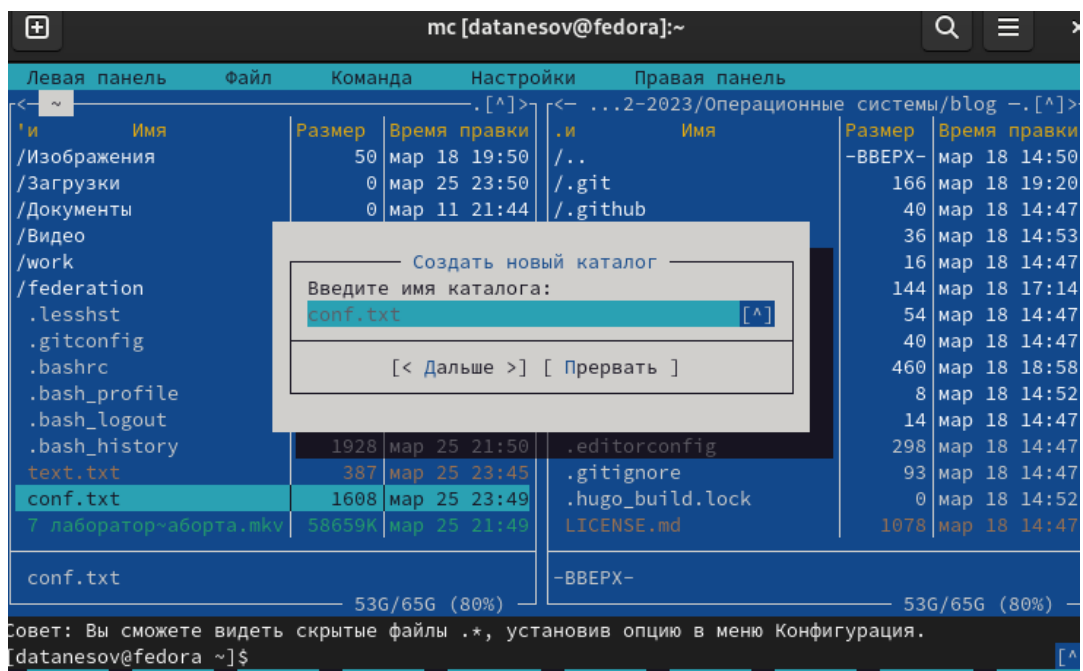 mc [datanesov@fedora]:~
Левая панель Файл Команда Настройки Правая панель
<─ ~ ─.[^]>
'и Имя Размер Время правки
/Изображения 50 мар 18 19:50
/Загрузки 0 мар 25 23:50
/Документы 0 мар 11 21:44
/Видео
/work
/federation
.lesshst
.gitconfig
.bashrc
.bash_profile
.bash_logout
.bash_history 1928 мар 25 21:50
text.txt 387 мар 25 23:45
conf.txt 1608 мар 25 23:49
7 лаборатор~аборта.mkv 58659K мар 25 21:49
conf.txt
53G/65G (80%)
<─ ...2-2023/Операционные системы/blog ─.[^]>
.и Имя Размер Время правки
/.. -ВВЕРХ- мар 18 14:50
/.git 166 мар 18 19:20
/.github 40 мар 18 14:47
36 мар 18 14:53
16 мар 18 14:47
144 мар 18 17:14
54 мар 18 14:47
40 мар 18 14:47
460 мар 18 18:58
8 мар 18 14:52
14 мар 18 14:47
.editorconfig 298 мар 18 14:47
.gitignore 93 мар 18 14:47
.hugo_build.lock 0 мар 18 14:52
LICENSE.md 1078 мар 18 14:47
-ВВЕРХ-
53G/65G (80%)
Создать новый каталог
Введите имя каталога:
conf.txt [^]
[< Дальше >] [ Прервать ]
Совет: Вы сможете видеть скрытые файлы .*, установив опцию в меню Конфигурация.
[datanesov@fedora ~]$ [^